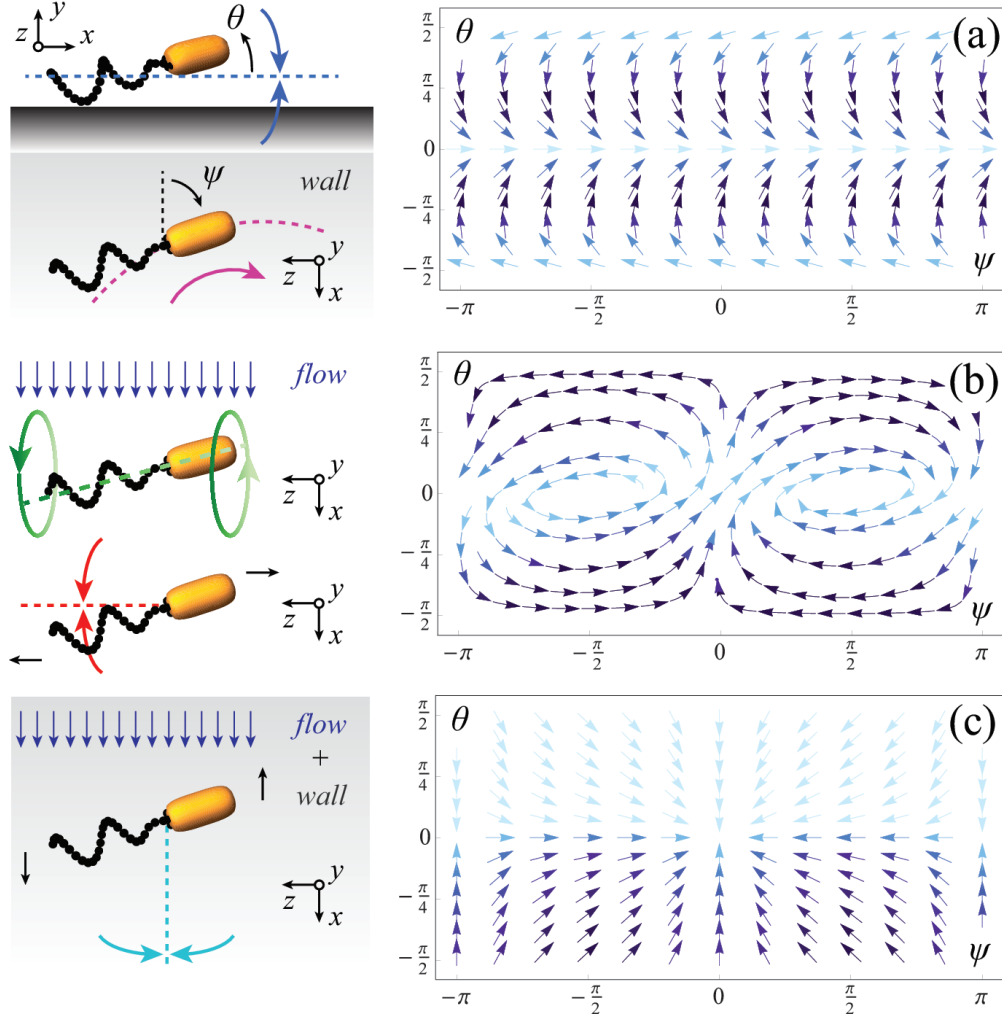 y
z x θ
ψ wall
y
z
x
flow
y
z
x
y
z
x
flow
+
wall
y
z
x
θ (a)
π/2
π/4
0
-π/4
-π/2
ψ
-π -π/2 0 π/2 π
θ (b)
π/2
π/4
0
-π/4
-π/2
ψ
-π -π/2 0 π/2 π
θ (c)
π/2
π/4
0
-π/4
-π/2
ψ
-π -π/2 0 π/2 π